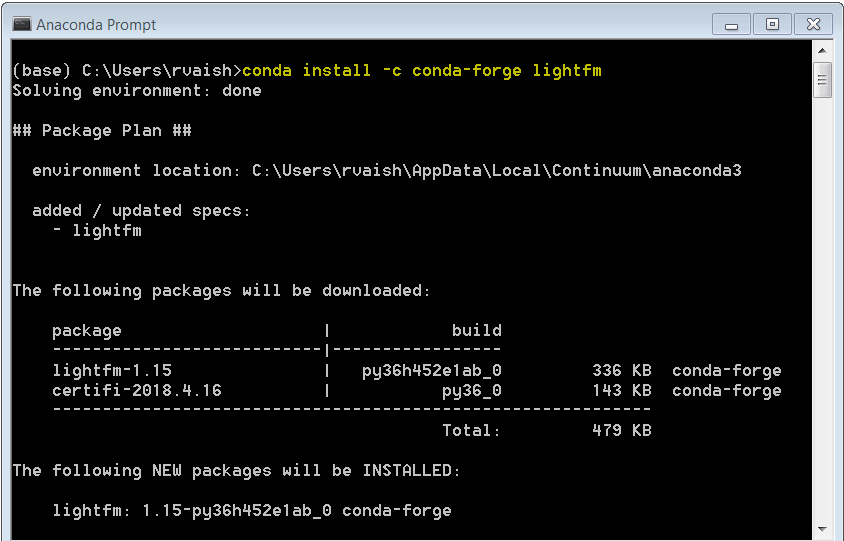 Anaconda Prompt
(base) C:\Users\rvaish>conda install -c conda-forge lightfm
Solving environment: done
## Package Plan ##
environment location: C:\Users\rvaish\AppData\Local\Continuum\anaconda3
added / updated specs:
- lightfm
The following packages will be downloaded:
package | build
---------------------------|-----------------
lightfm-1.15 | py36h452e1ab_0 336 KB conda-forge
certifi-2018.4.16 | py36_0 143 KB conda-forge
------------------------------------------------------------
Total: 479 KB
The following NEW packages will be INSTALLED:
lightfm: 1.15-py36h452e1ab_0 conda-forge